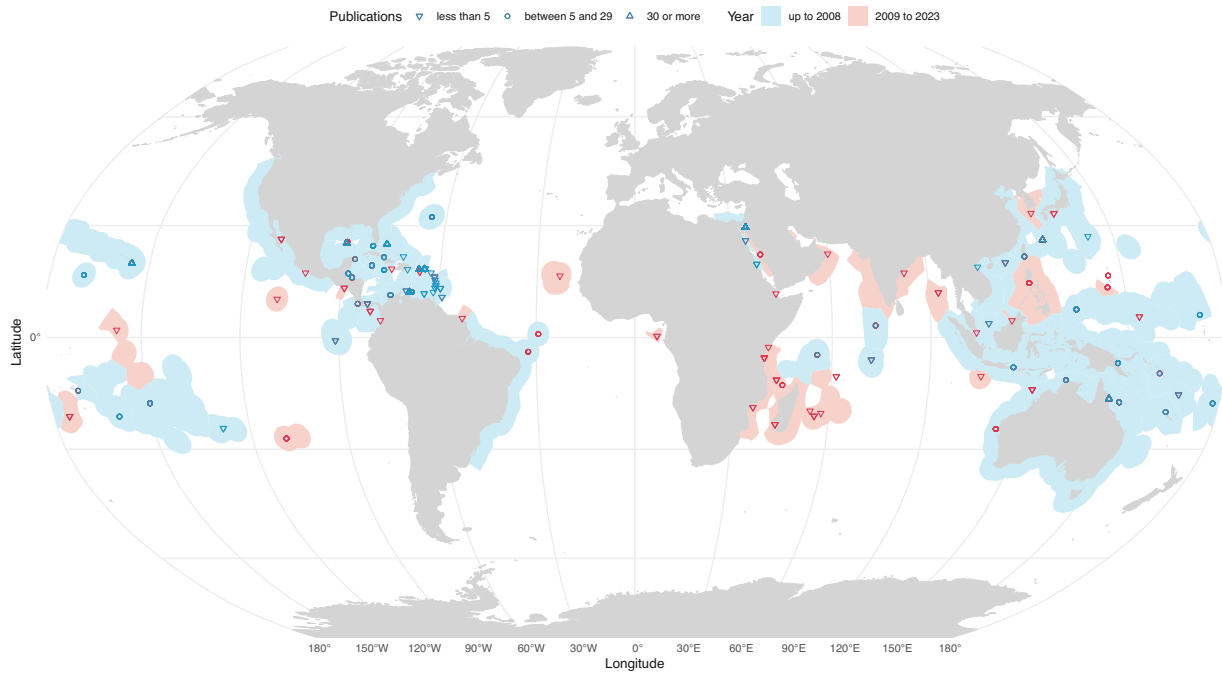 Publications less than 5 between 5 and 29 30 or more Year up to 2008 2009 to 2023
Latitude
0°
180° 150°W 120°W 90°W 60°W 30°W 0° 30°E 60°E 90°E 120°E 150°E 180°
Longitude